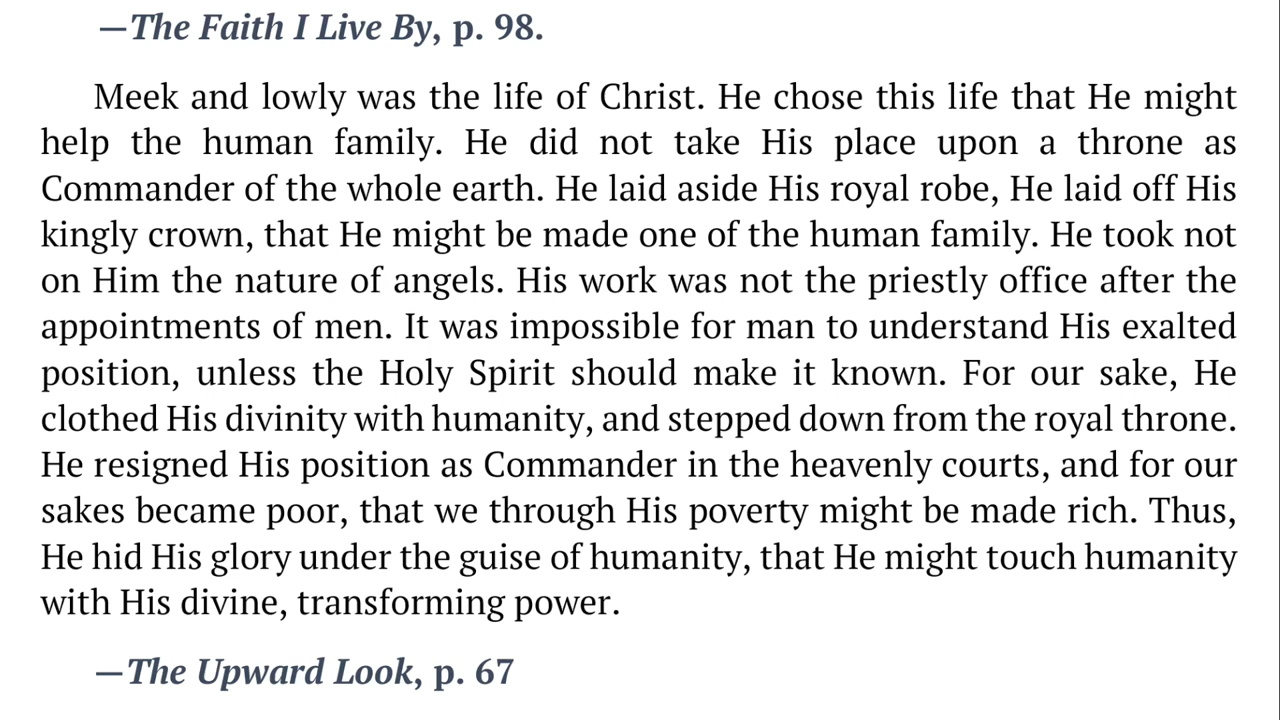 —The Faith I Live By, p. 98.
Meek and lowly was the life of Christ. He chose this life that He might
help the human family. He did not take His place upon a throne as
Commander of the whole earth. He laid aside His royal robe, He laid off His
kingly crown, that He might be made one of the human family. He took not
on Him the nature of angels. His work was not the priestly office after the
appointments of men. It was impossible for man to understand His exalted
position, unless the Holy Spirit should make it known. For our sake, He
clothed His divinity with humanity, and stepped down from the royal throne.
He resigned His position as Commander in the heavenly courts, and for our
sakes became poor, that we through His poverty might be made rich. Thus,
He hid His glory under the guise of humanity, that He might touch humanity
with His divine, transforming power.
—The Upward Look, p. 67